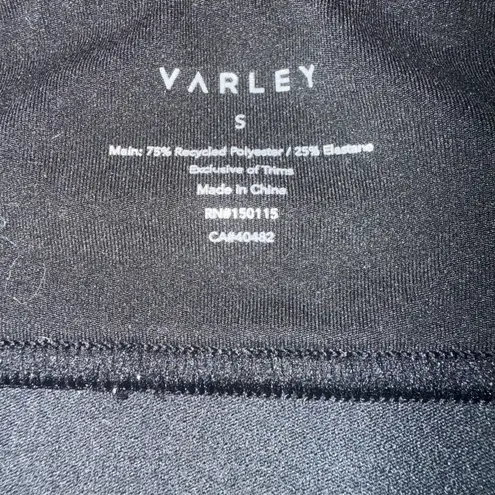 VARLEY
S
Main: 75% Recycled Polyester / 25% Elastane
Exclusive of Trims
Made in China
RN#150115
CA#40482